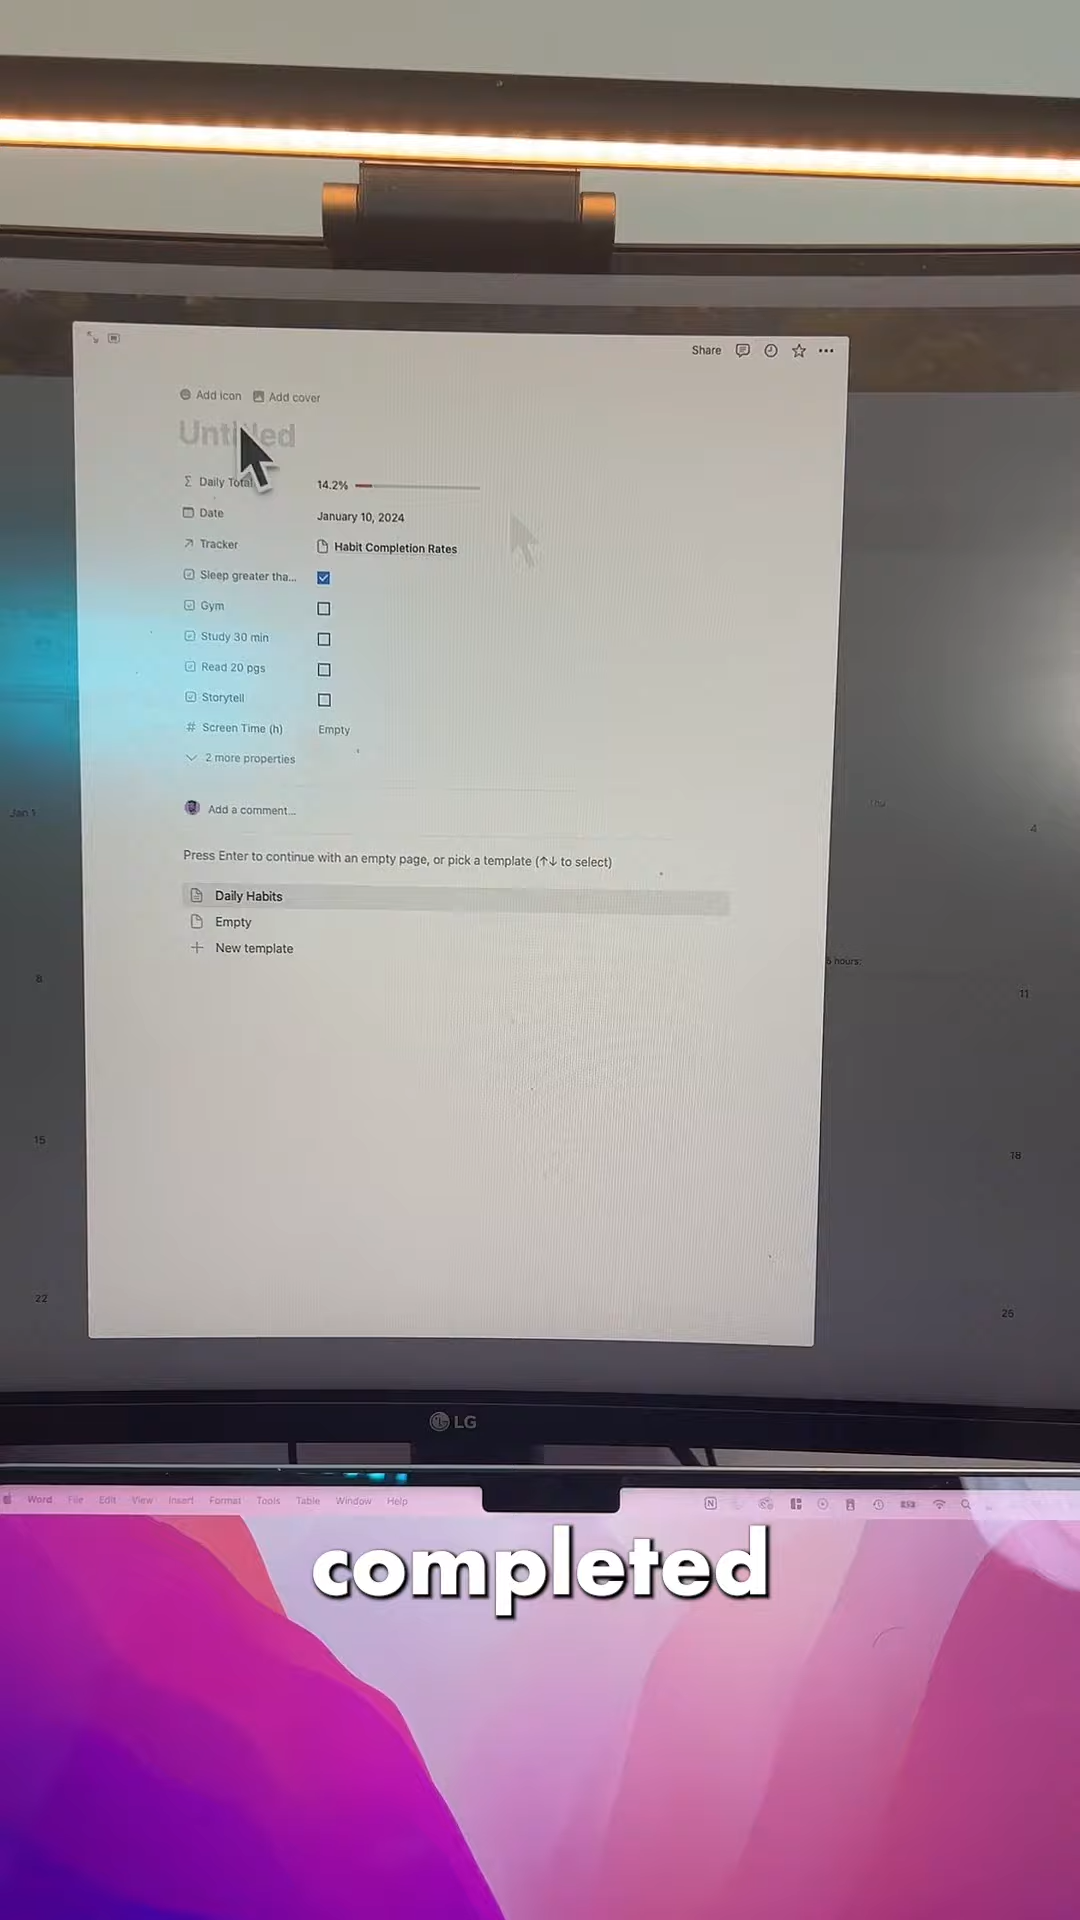 Share
Add icon Add cover
Untitled
Daily Total 14.2%
Date January 10, 2024
Tracker Habit Completion Rates
Sleep greater tha...
Gym
Study 30 min
Read 20 pgs
Storytell
# Screen Time (h) Empty
2 more properties
Jan 1
Add a comment...
Thu
4
Press Enter to continue with an empty page, or pick a template (↑↓ to select)
Daily Habits
Empty
+ New template
hours:
8
11
15
18
22
25
LG
Word File Edit View Insert Format Tools Table Window Help
completed